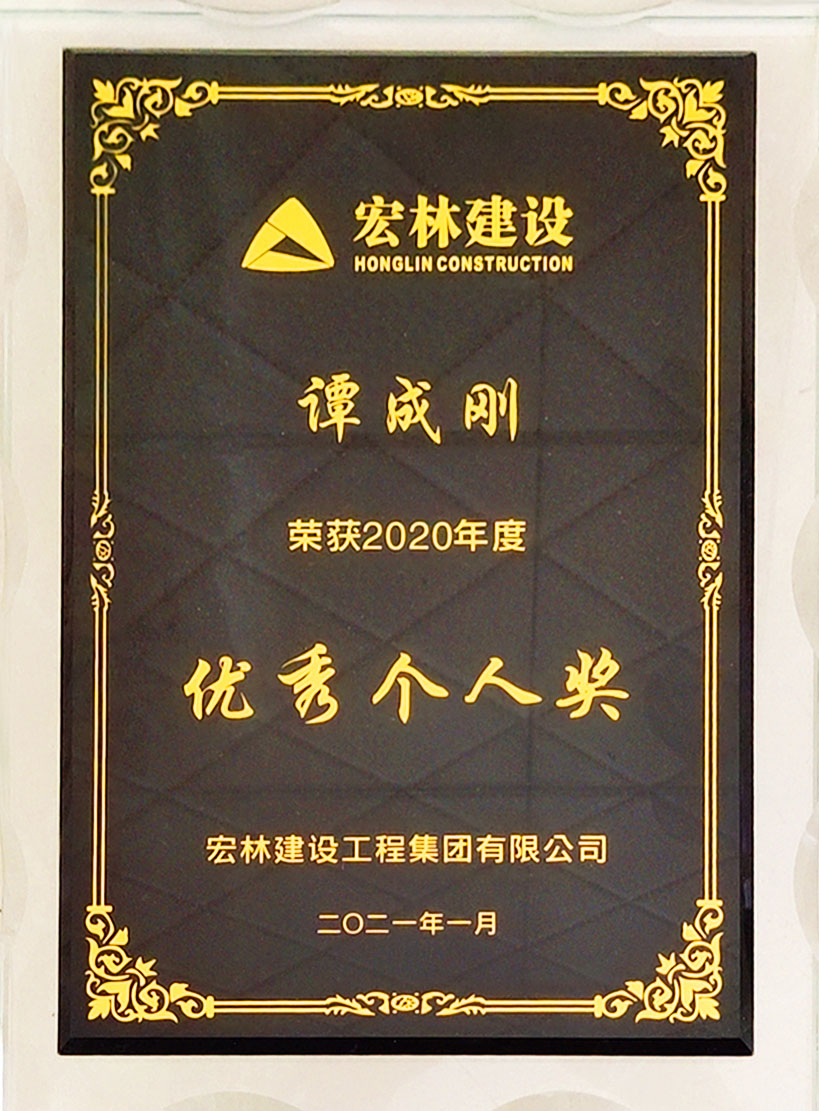 宏林建设
HONGLIN CONSTRUCTION
谭成刚
荣获2020年度
优秀个人奖
宏林建设工程集团有限公司
二〇二一年一月